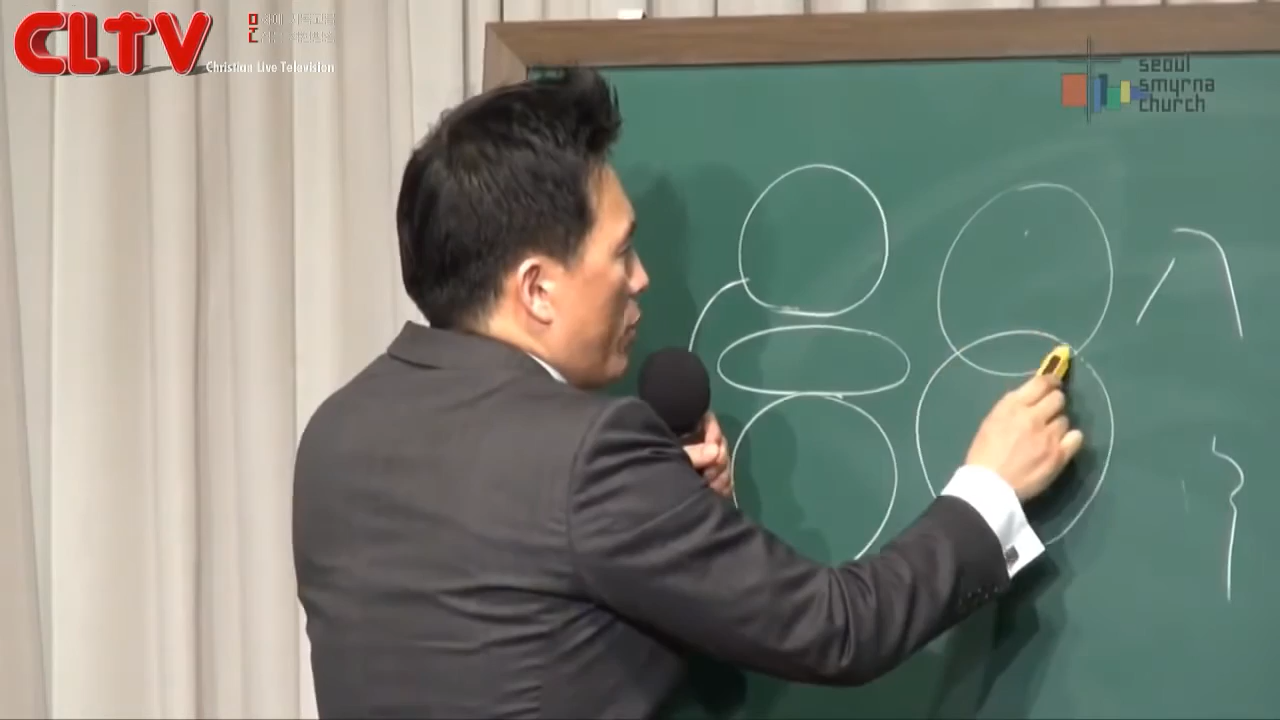 CLTV
Christian Live Television
seoul
smyrna
church